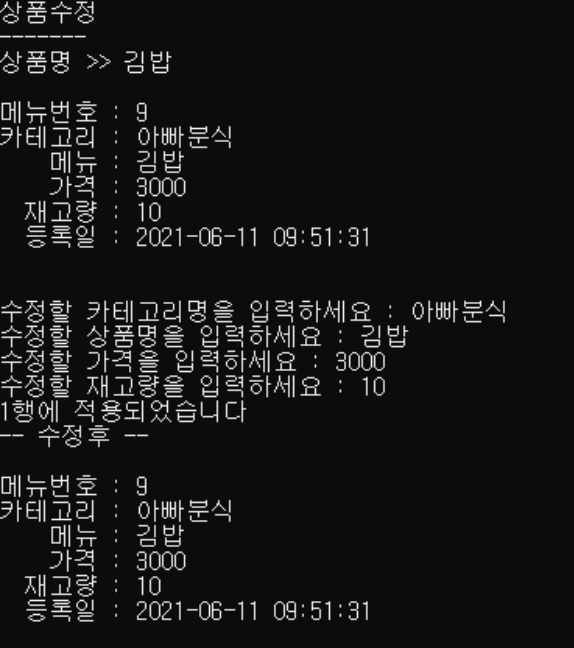 상품수정
-------
상품명 >> 김밥
메뉴번호 : 9
카테고리 : 아빠분식
메뉴 : 김밥
가격 : 3000
재고량 : 10
등록일 : 2021-06-11 09:51:31
수정할 카테고리명을 입력하세요 : 아빠분식
수정할 상품명을 입력하세요 : 김밥
수정할 가격을 입력하세요 : 3000
수정할 재고량을 입력하세요 : 10
1행에 적용되었습니다
-- 수정후 --
메뉴번호 : 9
카테고리 : 아빠분식
메뉴 : 김밥
가격 : 3000
재고량 : 10
등록일 : 2021-06-11 09:51:31